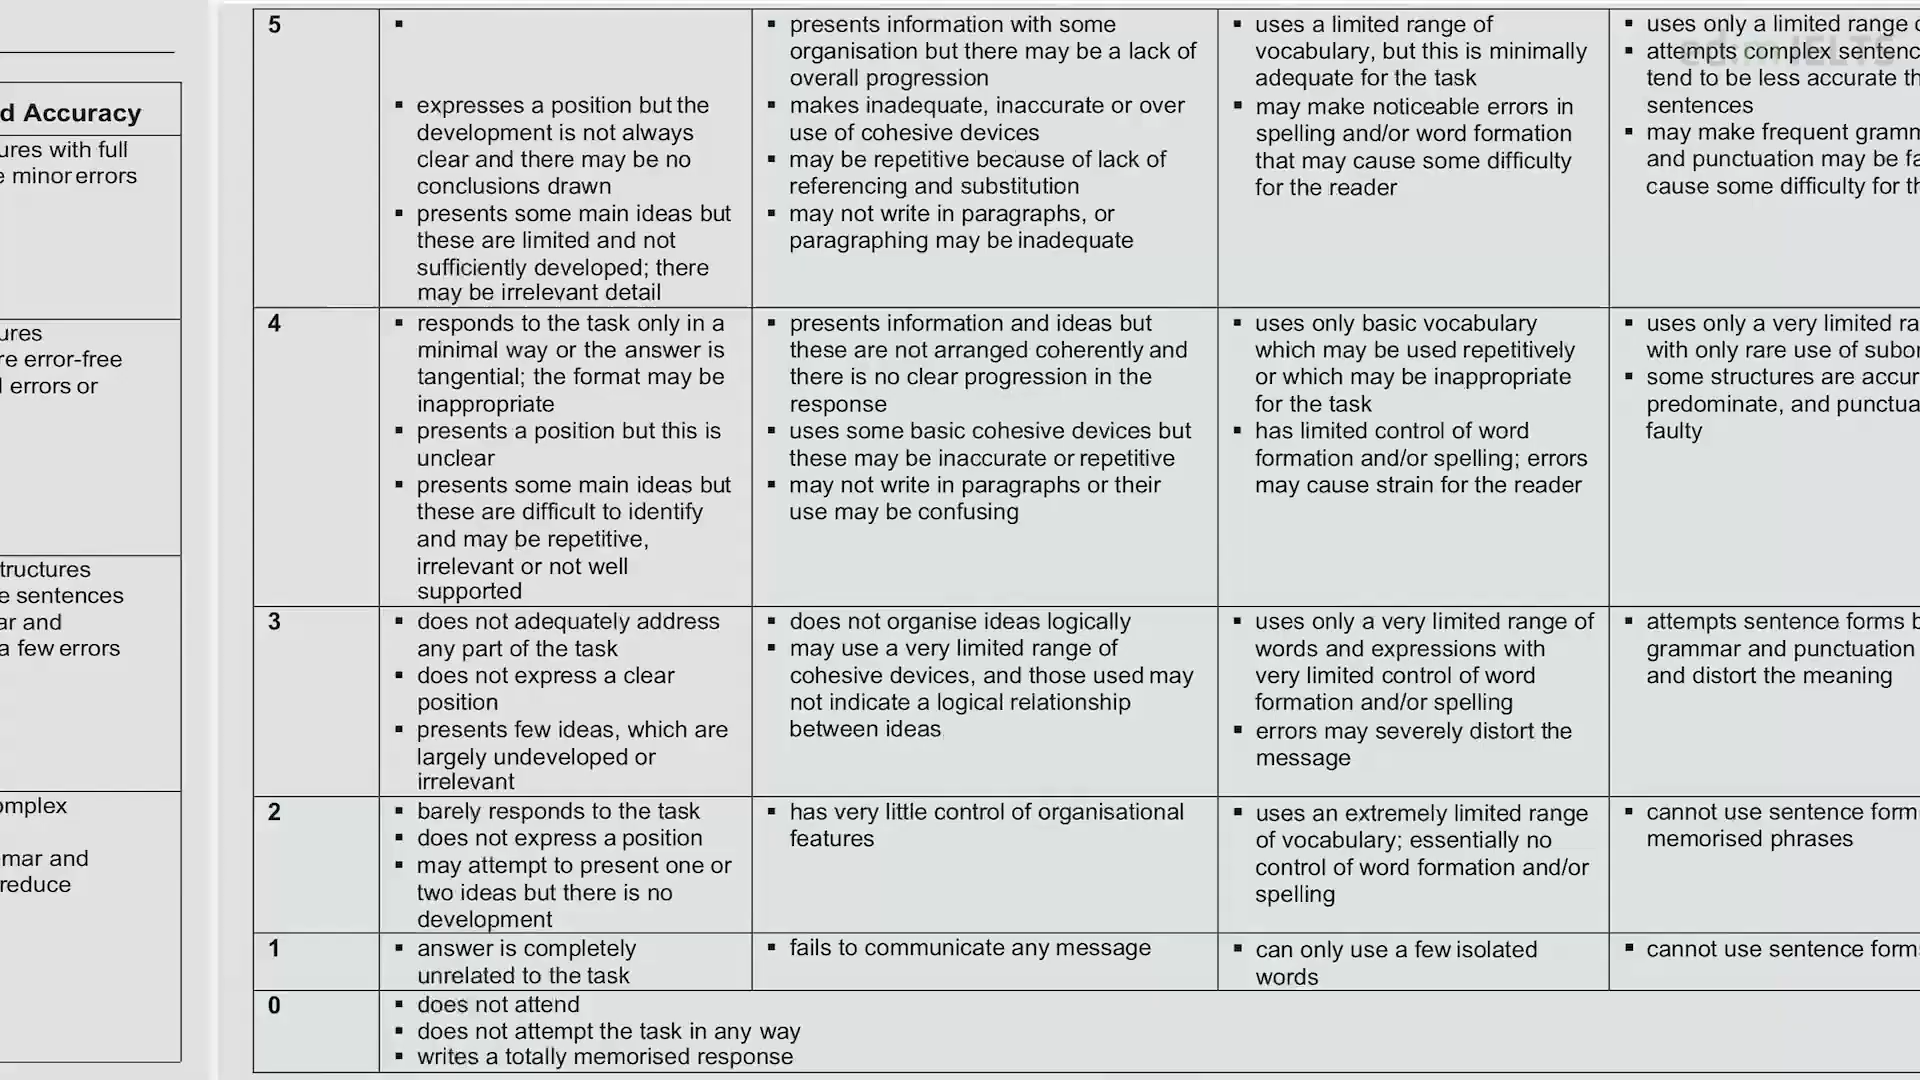 d Accuracy
ures with full
e minor errors
ures
re error-free
l errors or
tructures
e sentences
ar and
a few errors
omplex
mar and
reduce
5
expresses a position but the
development is not always
clear and there may be no
conclusions drawn
presents some main ideas but
these are limited and not
sufficiently developed; there
may be irrelevant detail
presents information with some
organisation but there may be a lack of
overall progression
makes inadequate, inaccurate or over
use of cohesive devices
may be repetitive because of lack of
referencing and substitution
may not write in paragraphs, or
paragraphing may be inadequate
uses a limited range of
vocabulary, but this is minimally
adequate for the task
may make noticeable errors in
spelling and/or word formation
that may cause some difficulty
for the reader
uses only a limited range
attempts complex sentenc
tend to be less accurate th
sentences
may make frequent gramm
and punctuation may be fa
cause some difficulty for th
IELTS
4
responds to the task only in a
minimal way or the answer is
tangential; the format may be
inappropriate
presents a position but this is
unclear
presents some main ideas but
these are difficult to identify
and may be repetitive,
irrelevant or not well
supported
presents information and ideas but
these are not arranged coherently and
there is no clear progression in the
response
uses some basic cohesive devices but
these may be inaccurate or repetitive
may not write in paragraphs or their
use may be confusing
uses only basic vocabulary
which may be used repetitively
or which may be inappropriate
for the task
has limited control of word
formation and/or spelling; errors
may cause strain for the reader
uses only a very limited ra
with only rare use of subor
some structures are accur
predominate, and punctua
faulty
3
does not adequately address
any part of the task
does not express a clear
position
presents few ideas, which are
largely undeveloped or
irrelevant
does not organise ideas logically
may use a very limited range of
cohesive devices, and those used may
not indicate a logical relationship
between ideas
uses only a very limited range of
words and expressions with
very limited control of word
formation and/or spelling
errors may severely distort the
message
attempts sentence forms b
grammar and punctuation
and distort the meaning
2
barely responds to the task
does not express a position
may attempt to present one or
two ideas but there is no
development
has very little control of organisational
features
uses an extremely limited range
of vocabulary; essentially no
control of word formation and/or
spelling
cannot use sentence form
memorised phrases
1
answer is completely
unrelated to the task
fails to communicate any message
can only use a few isolated
words
cannot use sentence form
0
does not attend
does not attempt the task in any way
writes a totally memorised response